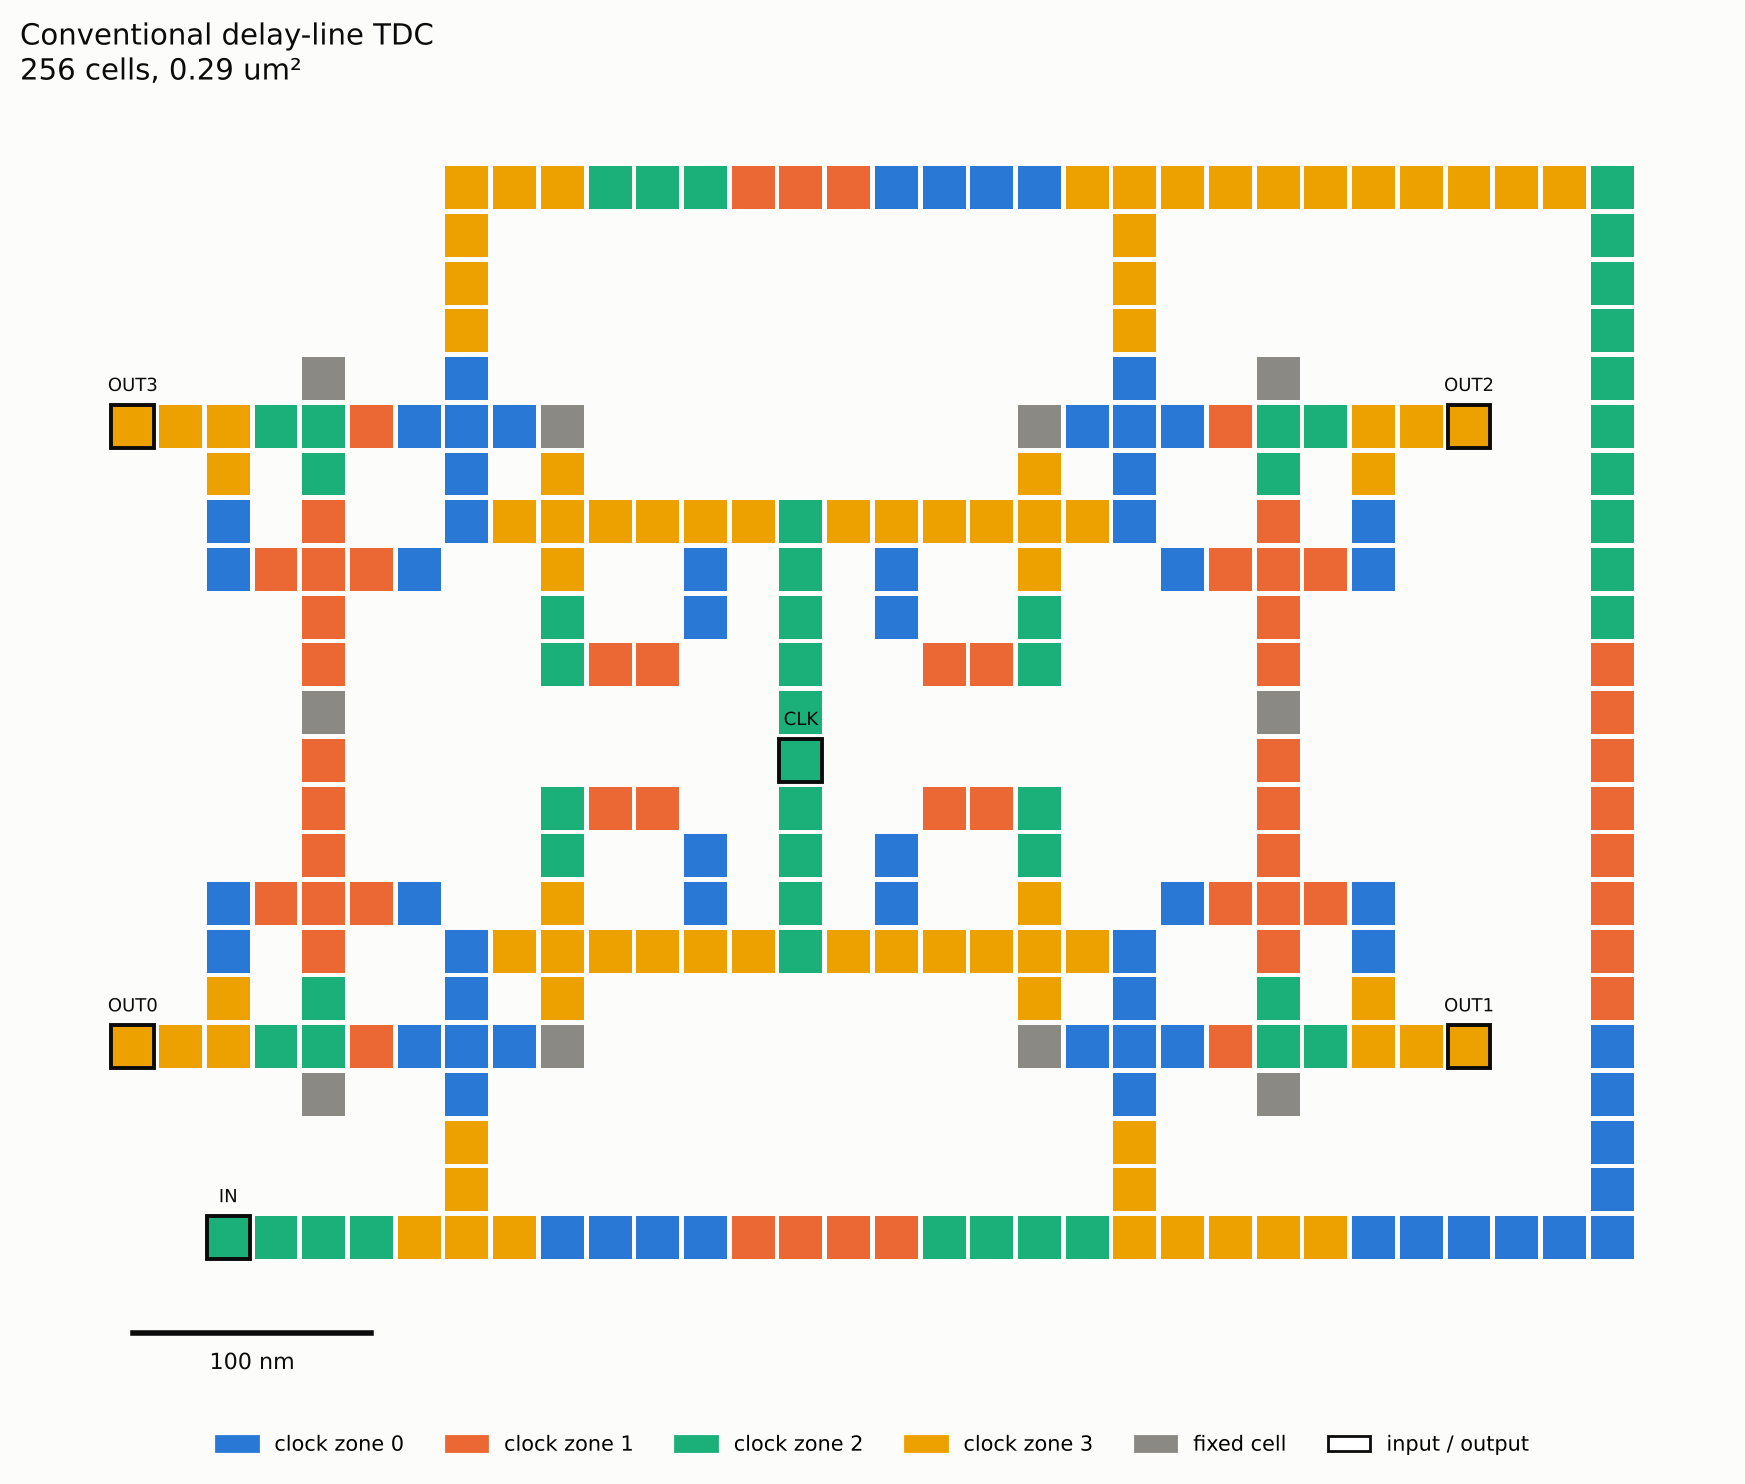 Conventional delay-line TDC
256 cells, 0.29 um²
OUT3
OUT2
CLK
OUT0
OUT1
IN
100 nm
clock zone 0
clock zone 1
clock zone 2
clock zone 3
fixed cell
input / output